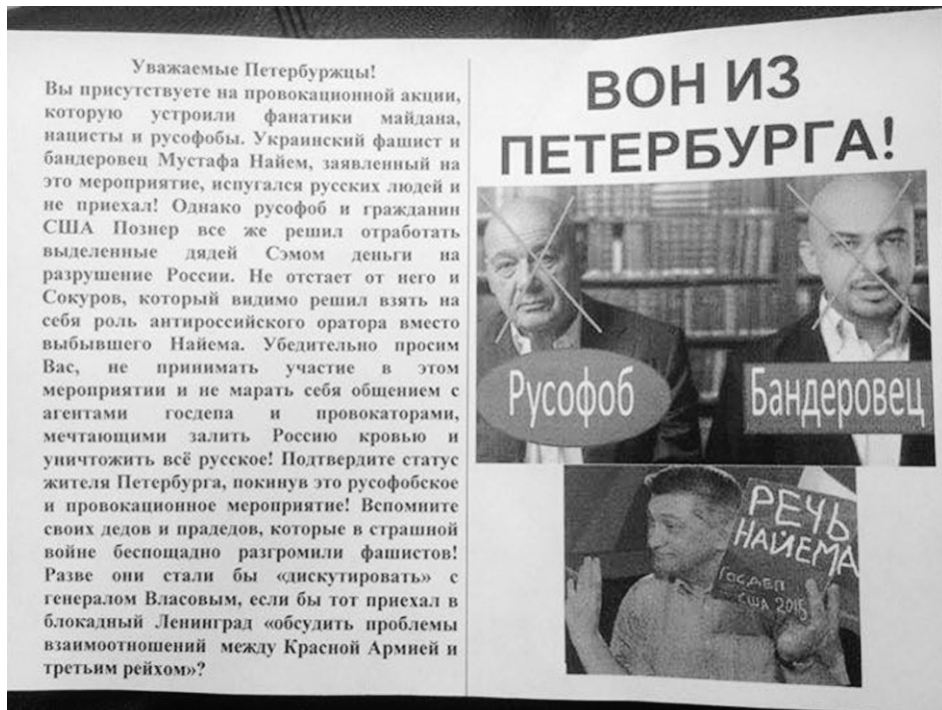 Уважаемые Петербуржцы!
Вы присутствуете на провокационной акции,
которую устроили фанатики майдана,
нацисты и русофобы. Украинский фашист и
бандеровец Мустафа Найем, заявленный на
это мероприятие, испугался русских людей и
не приехал! Однако русофоб и гражданин
США Познер все же решил отработать
выделенные дядей Сэмом деньги на
разрушение России. Не отстает от него и
Сокуров, который видимо решил взять на
себя роль антироссийского оратора вместо
выбывшего Найема. Убедительно просим
Вас, не принимать участие в этом
мероприятии и не марать себя общением с
агентами госдепа и провокаторами,
мечтающими залить Россию кровью и
уничтожить всё русское! Подтвердите статус
жителя Петербурга, покинув это русофобское
и провокационное мероприятие! Вспомните
своих дедов и прадедов, которые в страшной
войне беспощадно разгромили фашистов!
Разве они стали бы «дискутировать» с
генералом Власовым, если бы тот приехал в
блокадный Ленинград «обсудить проблемы
взаимоотношений между Красной Армией и
третьим рейхом»?
ВОН ИЗ
ПЕТЕРБУРГА!
Русофоб
Бандеровец
РЕЧЬ
НАЙЕМА
ГОСДЕП
США 2015